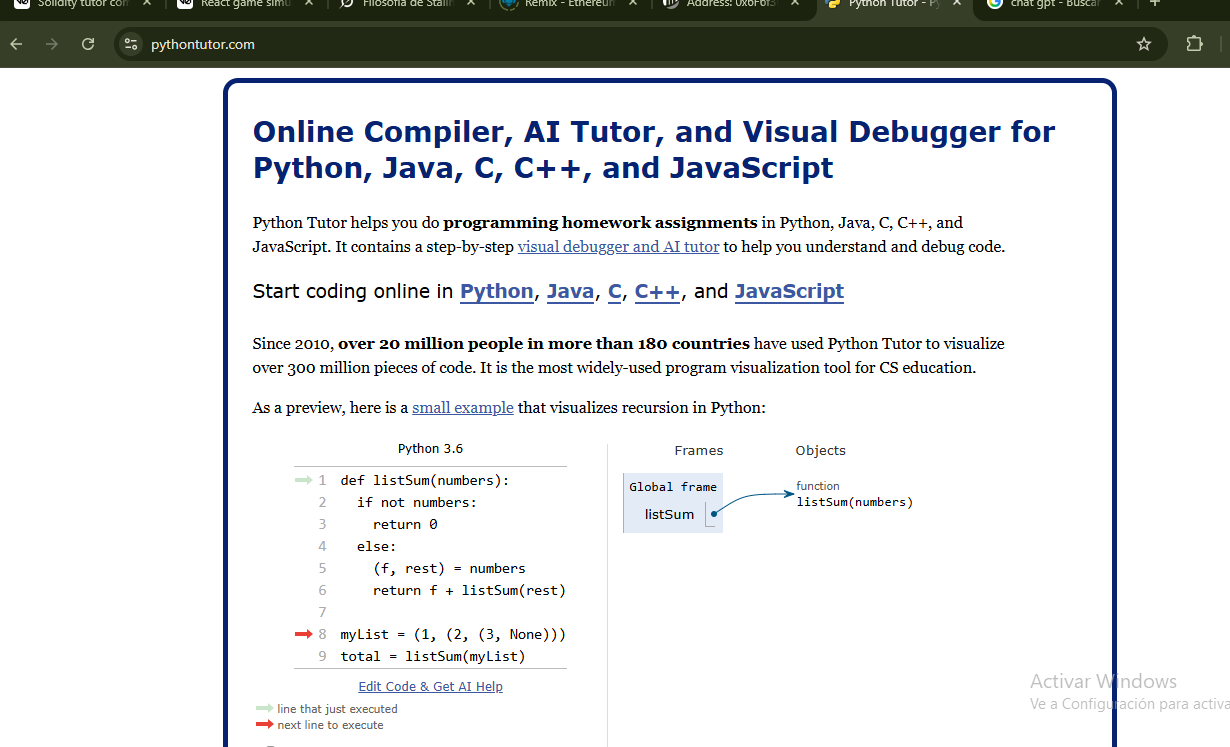 Solidity tutor com
React game simu
Filosofía de Stalin
Remix - Ethereum
Address: 0x6F6f3
Python Tutor - Py
chat gpt - Buscar
pythontutor.com
Online Compiler, AI Tutor, and Visual Debugger for
Python, Java, C, C++, and JavaScript
Python Tutor helps you do programming homework assignments in Python, Java, C, C++, and
JavaScript. It contains a step-by-step visual debugger and AI tutor to help you understand and debug code.
Start coding online in Python, Java, C, C++, and JavaScript
Since 2010, over 20 million people in more than 180 countries have used Python Tutor to visualize
over 300 million pieces of code. It is the most widely-used program visualization tool for CS education.
As a preview, here is a small example that visualizes recursion in Python:
Python 3.6
1 def listSum(numbers):
2 if not numbers:
3 return 0
4 else:
5 (f, rest) = numbers
6 return f + listSum(rest)
7
8 myList = (1, (2, (3, None)))
9 total = listSum(myList)
Edit Code & Get AI Help
line that just executed
next line to execute
Frames
Objects
Global frame
listSum
function
listSum(numbers)
Activar Windows
Ve a Configuración para activa